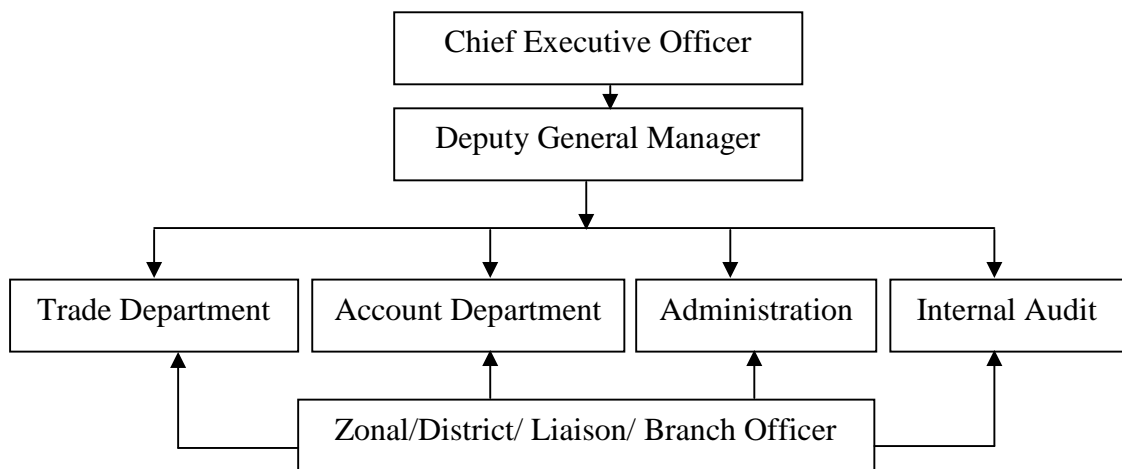 Chief Executive Officer
Deputy General Manager
Trade Department
Account Department
Administration
Internal Audit
Zonal/District/ Liaison/ Branch Officer